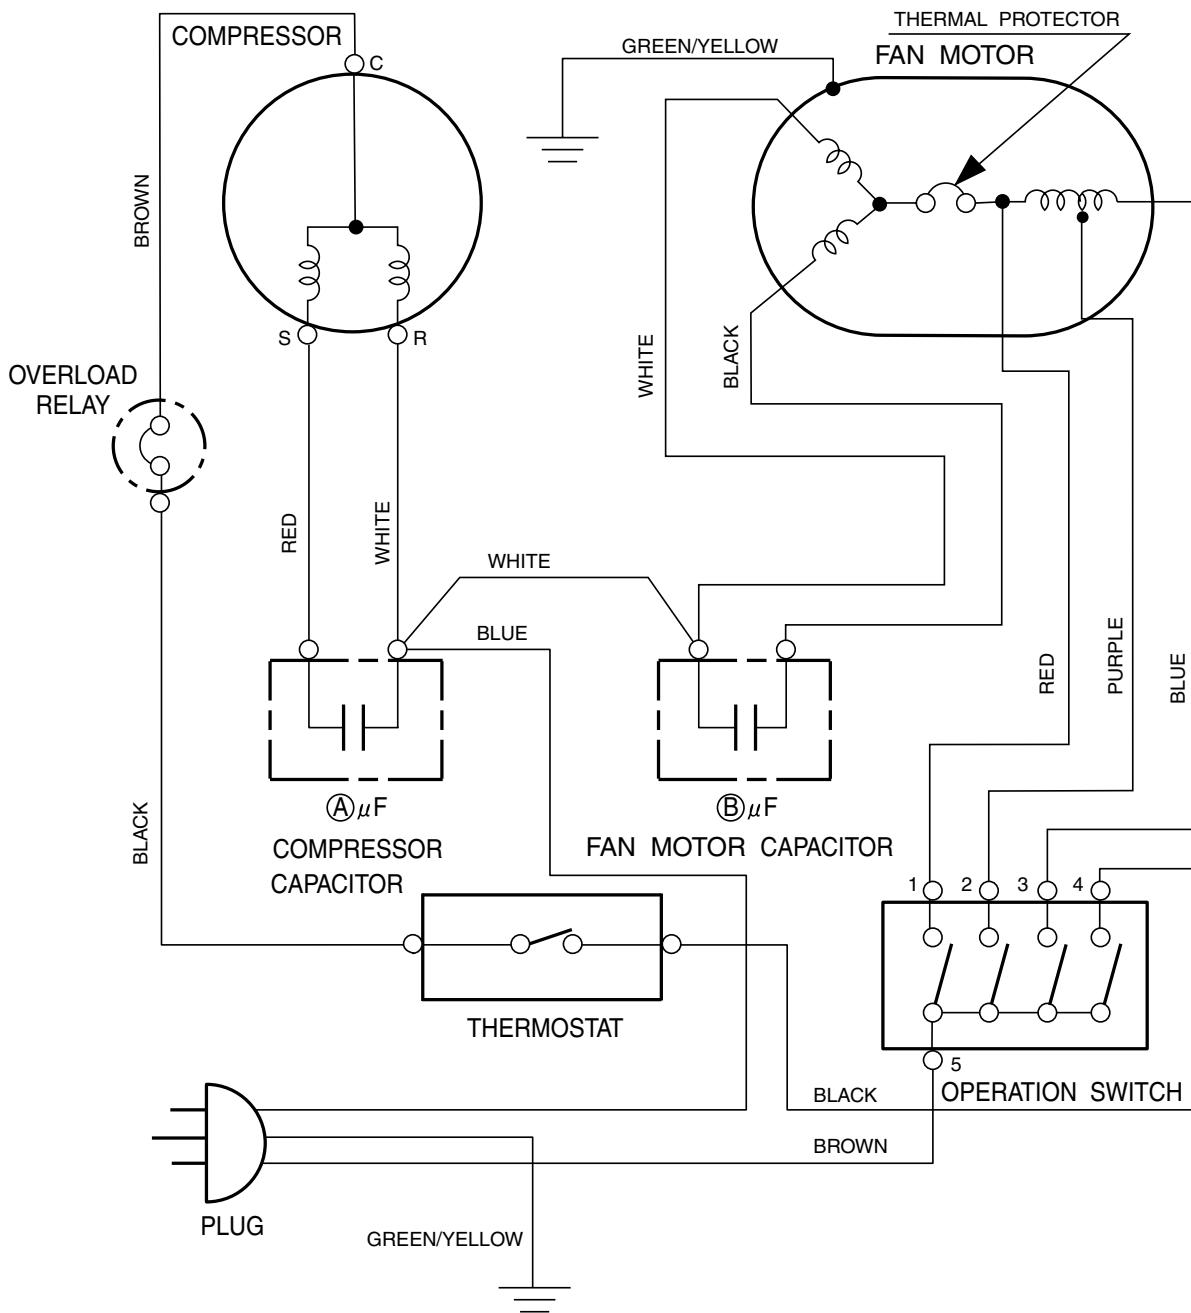 THERMAL PROTECTOR
COMPRESSOR
GREEN/YELLOW
FAN MOTOR
C
BROWN
S
R
WHITE
BLACK
OVERLOAD
RELAY
RED
WHITE
WHITE
BLUE
RED
PURPLE
BLUE
A μF
B μF
BLACK
COMPRESSOR
CAPACITOR
FAN MOTOR CAPACITOR
1
2
3
4
THERMOSTAT
5
OPERATION SWITCH
BLACK
BROWN
PLUG
GREEN/YELLOW